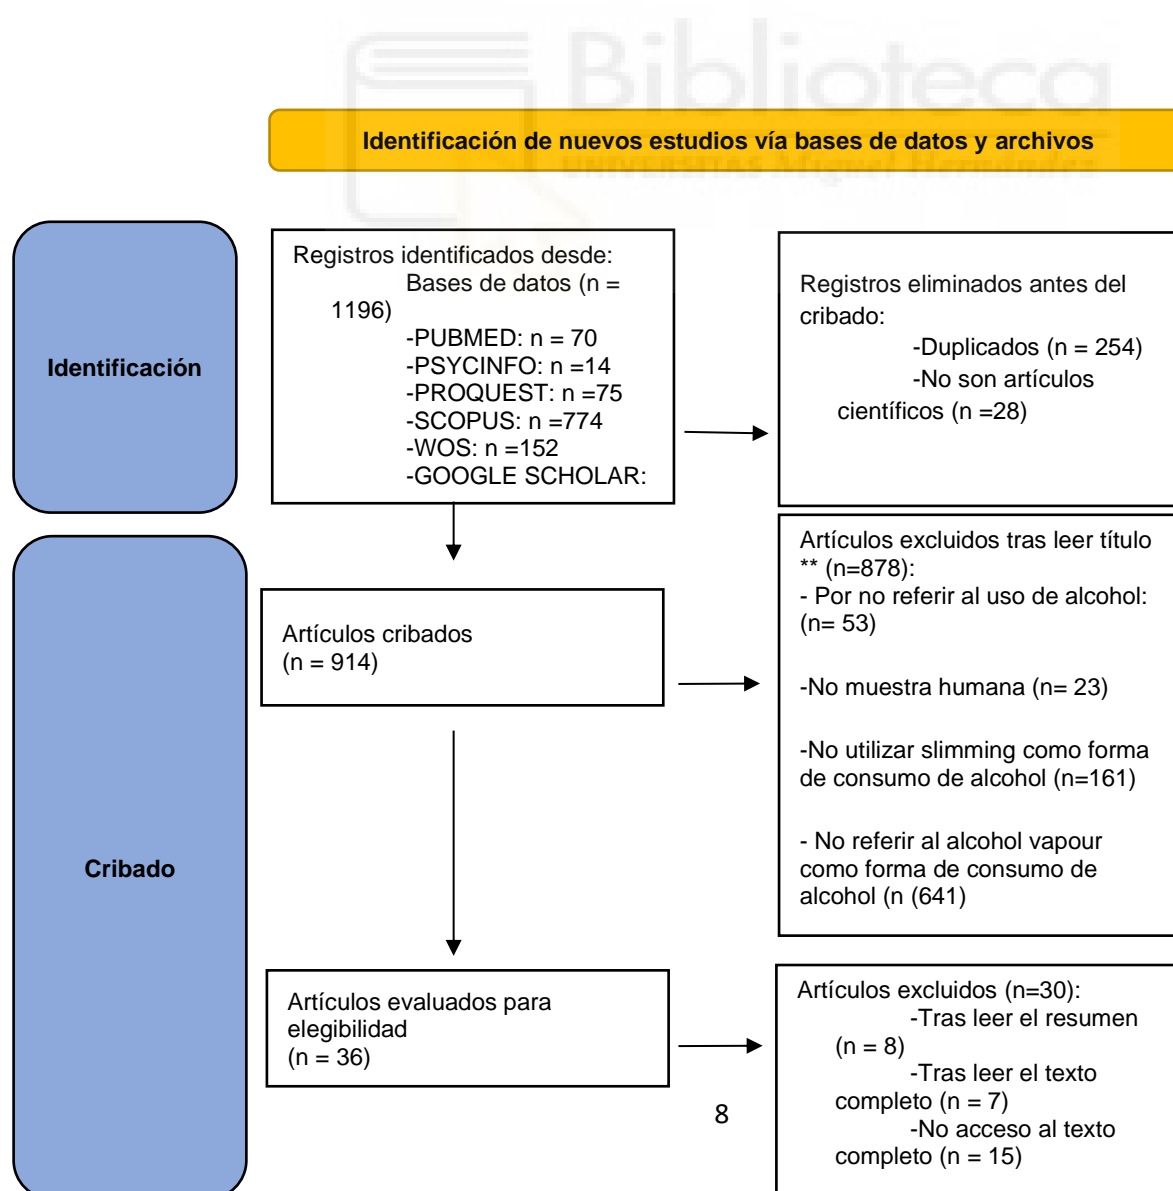 Biblioteca
UNIVERSITAS Miguel Hernández
Identificación de nuevos estudios vía bases de datos y archivos
Identificación
Registros identificados desde:
Bases de datos (n =
1196)
-PUBMED: n = 70
-PSYCINFO: n =14
-PROQUEST: n =75
-SCOPUS: n =774
-WOS: n =152
-GOOGLE SCHOLAR:
Registros eliminados antes del
cribado:
-Duplicados (n = 254)
-No son artículos
científicos (n =28)
Cribado
Artículos cribados
(n = 914)
Artículos excluidos tras leer título
** (n=878):
- Por no referir al uso de alcohol:
(n= 53)
-No muestra humana (n= 23)
-No utilizar slimming como forma
de consumo de alcohol (n=161)
- No referir al alcohol vapour
como forma de consumo de
alcohol (n (641)
Artículos evaluados para
elegibilidad
(n = 36)
Artículos excluidos (n=30):
-Tras leer el resumen
(n = 8)
-Tras leer el texto
completo (n = 7)
-No acceso al texto
completo (n = 15)
8